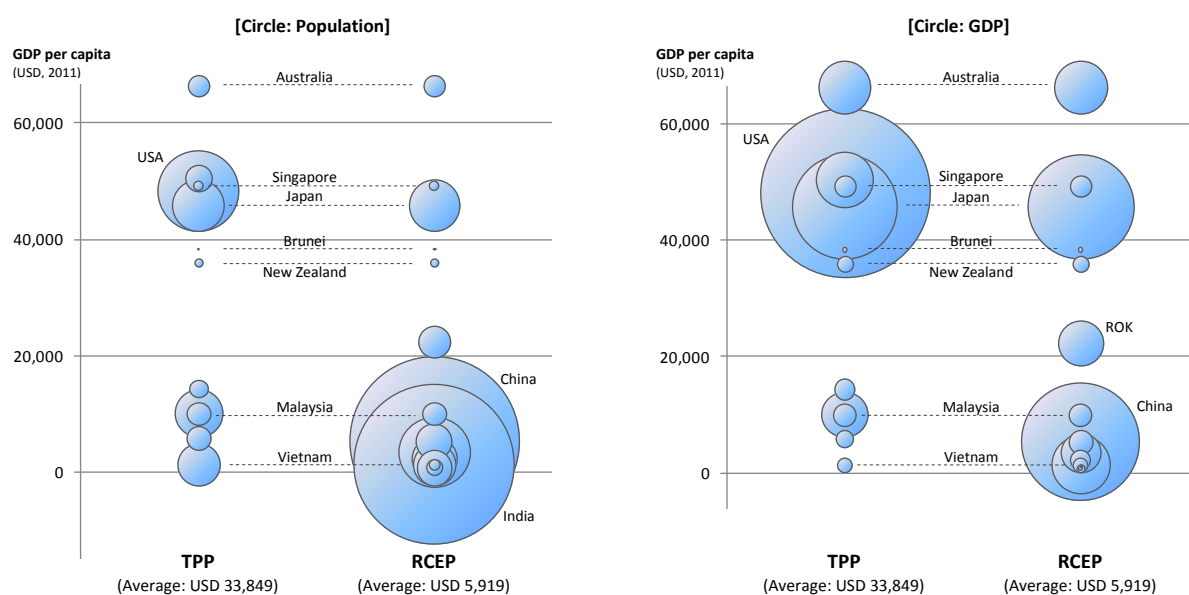 [Circle: Population]
GDP per capita
(USD, 2011)
60,000
40,000
20,000
0
Australia
USA
Singapore
Japan
Brunei
New Zealand
China
Malaysia
Vietnam
India
TPP
(Average: USD 33,849)
RCEP
(Average: USD 5,919)
[Circle: GDP]
GDP per capita
(USD, 2011)
60,000
40,000
20,000
0
Australia
USA
Singapore
Japan
Brunei
New Zealand
ROK
China
Malaysia
Vietnam
TPP
(Average: USD 33,849)
RCEP
(Average: USD 5,919)